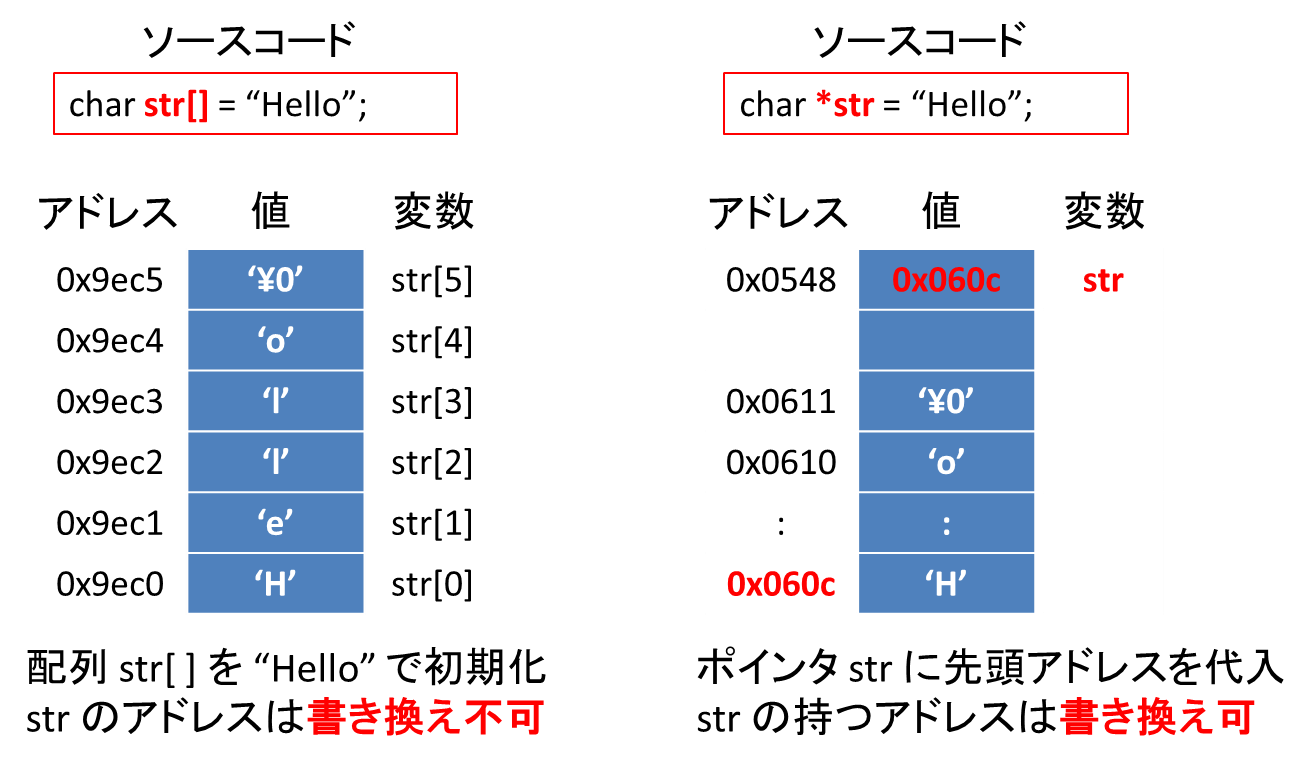 ソースコード
char str[] = “Hello”;
アドレス 値 変数
0x9ec5 ‘¥0’ str[5]
0x9ec4 ‘o’ str[4]
0x9ec3 ‘l’ str[3]
0x9ec2 ‘l’ str[2]
0x9ec1 ‘e’ str[1]
0x9ec0 ‘H’ str[0]
配列 str[ ] を “Hello” で初期化
str のアドレスは書き換え不可
ソースコード
char *str = “Hello”;
アドレス 値 変数
0x0548 0x060c str
0x0611 ‘¥0’
0x0610 ‘o’
: :
0x060c ‘H’
ポインタ str に先頭アドレスを代入
str の持つアドレスは書き換え可